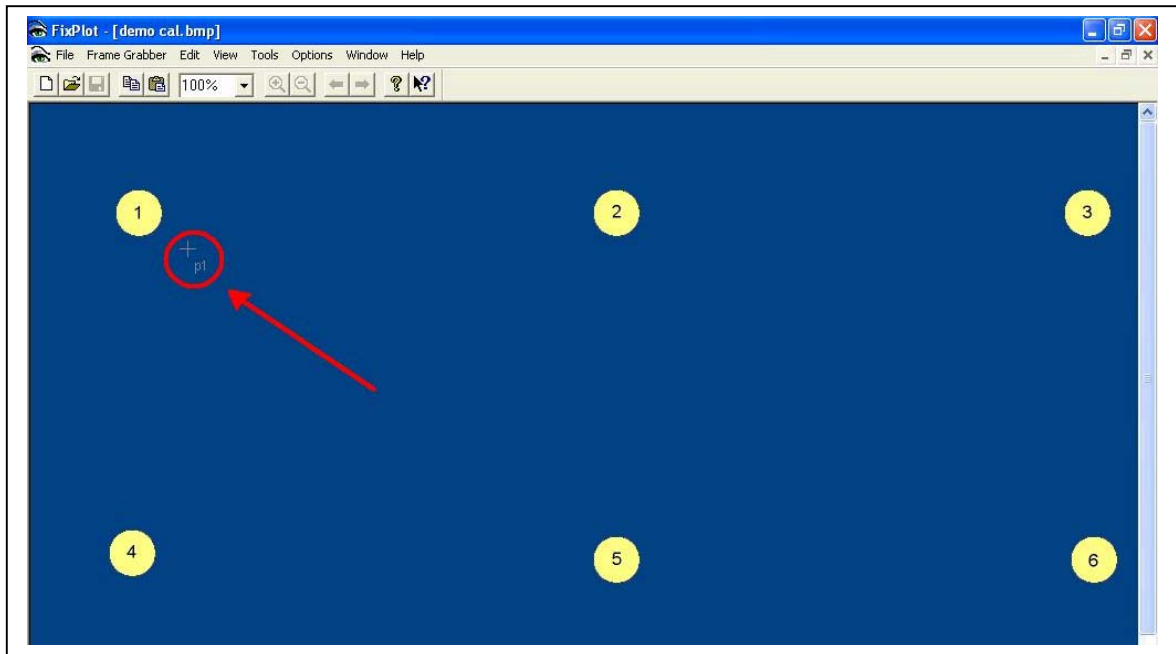 FixPlot - [demo cal.bmp]
File Frame Grabber Edit View Tools Options Window Help
100%
1 2 3
p1
4 5 6